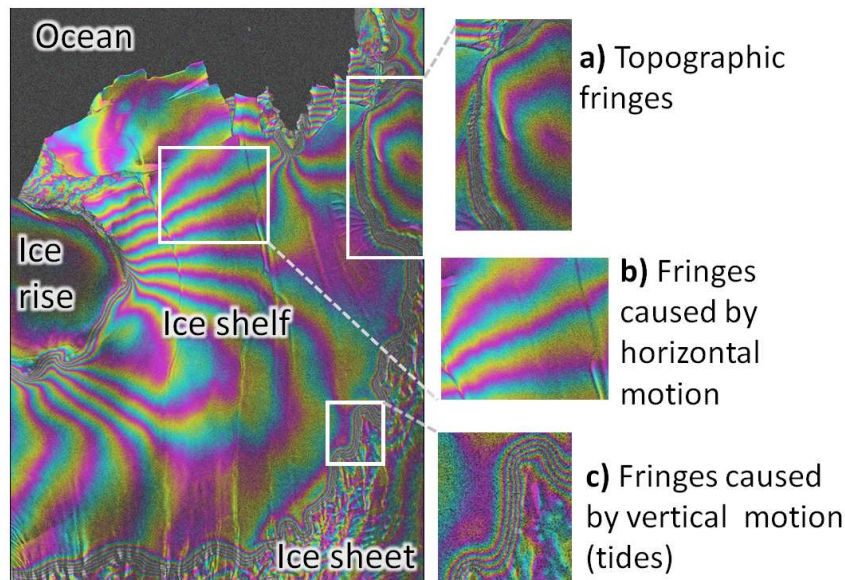 Ocean
Ice
rise
Ice shelf
Ice sheet
a) Topographic
fringes
b) Fringes
caused by
horizontal
motion
c) Fringes caused
by vertical motion
(tides)